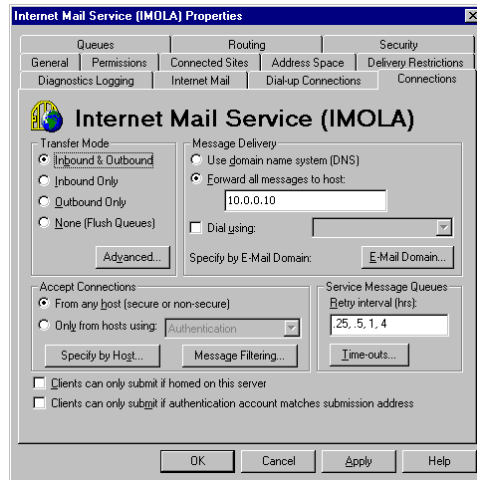 Internet Mail Service (IMOLA) Properties
Queues Routing Security
General Permissions Connected Sites Address Space Delivery Restrictions
Diagnostics Logging Internet Mail Dial-up Connections Connections
Internet Mail Service (IMOLA)
Transfer Mode
Inbound & Outbound
Inbound Only
Outbound Only
None (Flush Queues)
Advanced...
Message Delivery
Use domain name system (DNS)
Forward all messages to host:
10.0.0.10
Dial using:
Specify by E-Mail Domain: E-Mail Domain...
Accept Connections
From any host (secure or non-secure)
Only from hosts using: Authentication
Specify by Host... Message Filtering...
Service Message Queues
Retry interval (hrs):
.25, .5, 1, 4
Time-outs...
Clients can only submit if homed on this server
Clients can only submit if authentication account matches submission address
OK Cancel Apply Help